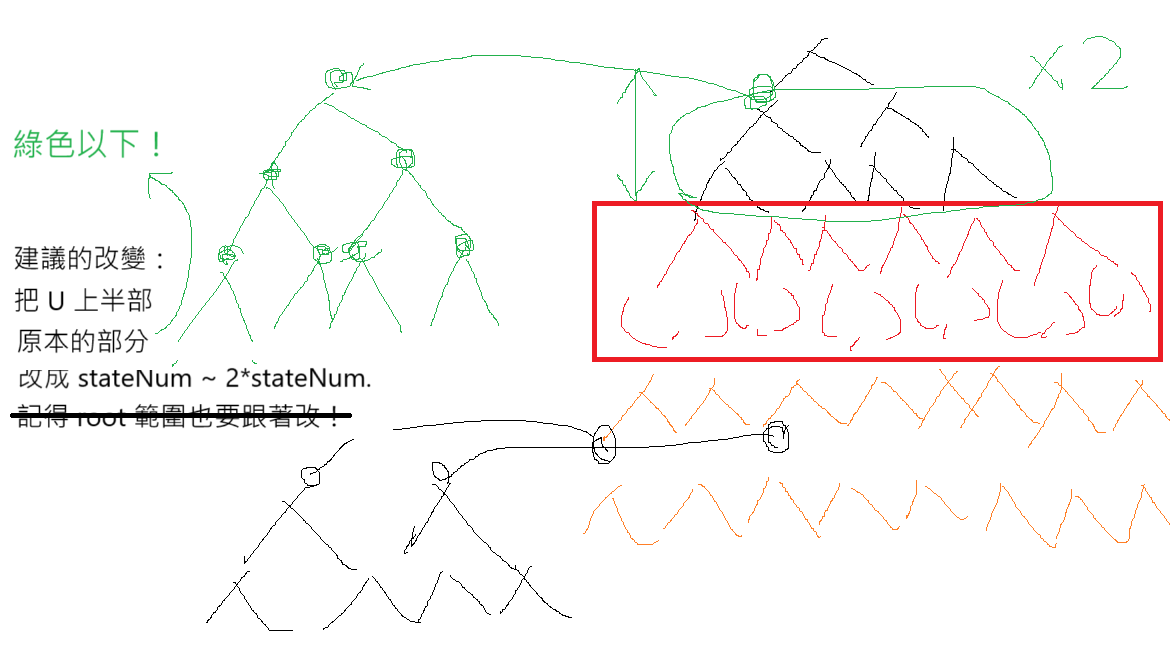 x2
綠色以下！
建議的改變：
把 U 上半部
原本的部分
改成 stateNum ~ 2*stateNum.
記得 root 範圍也要跟著改！